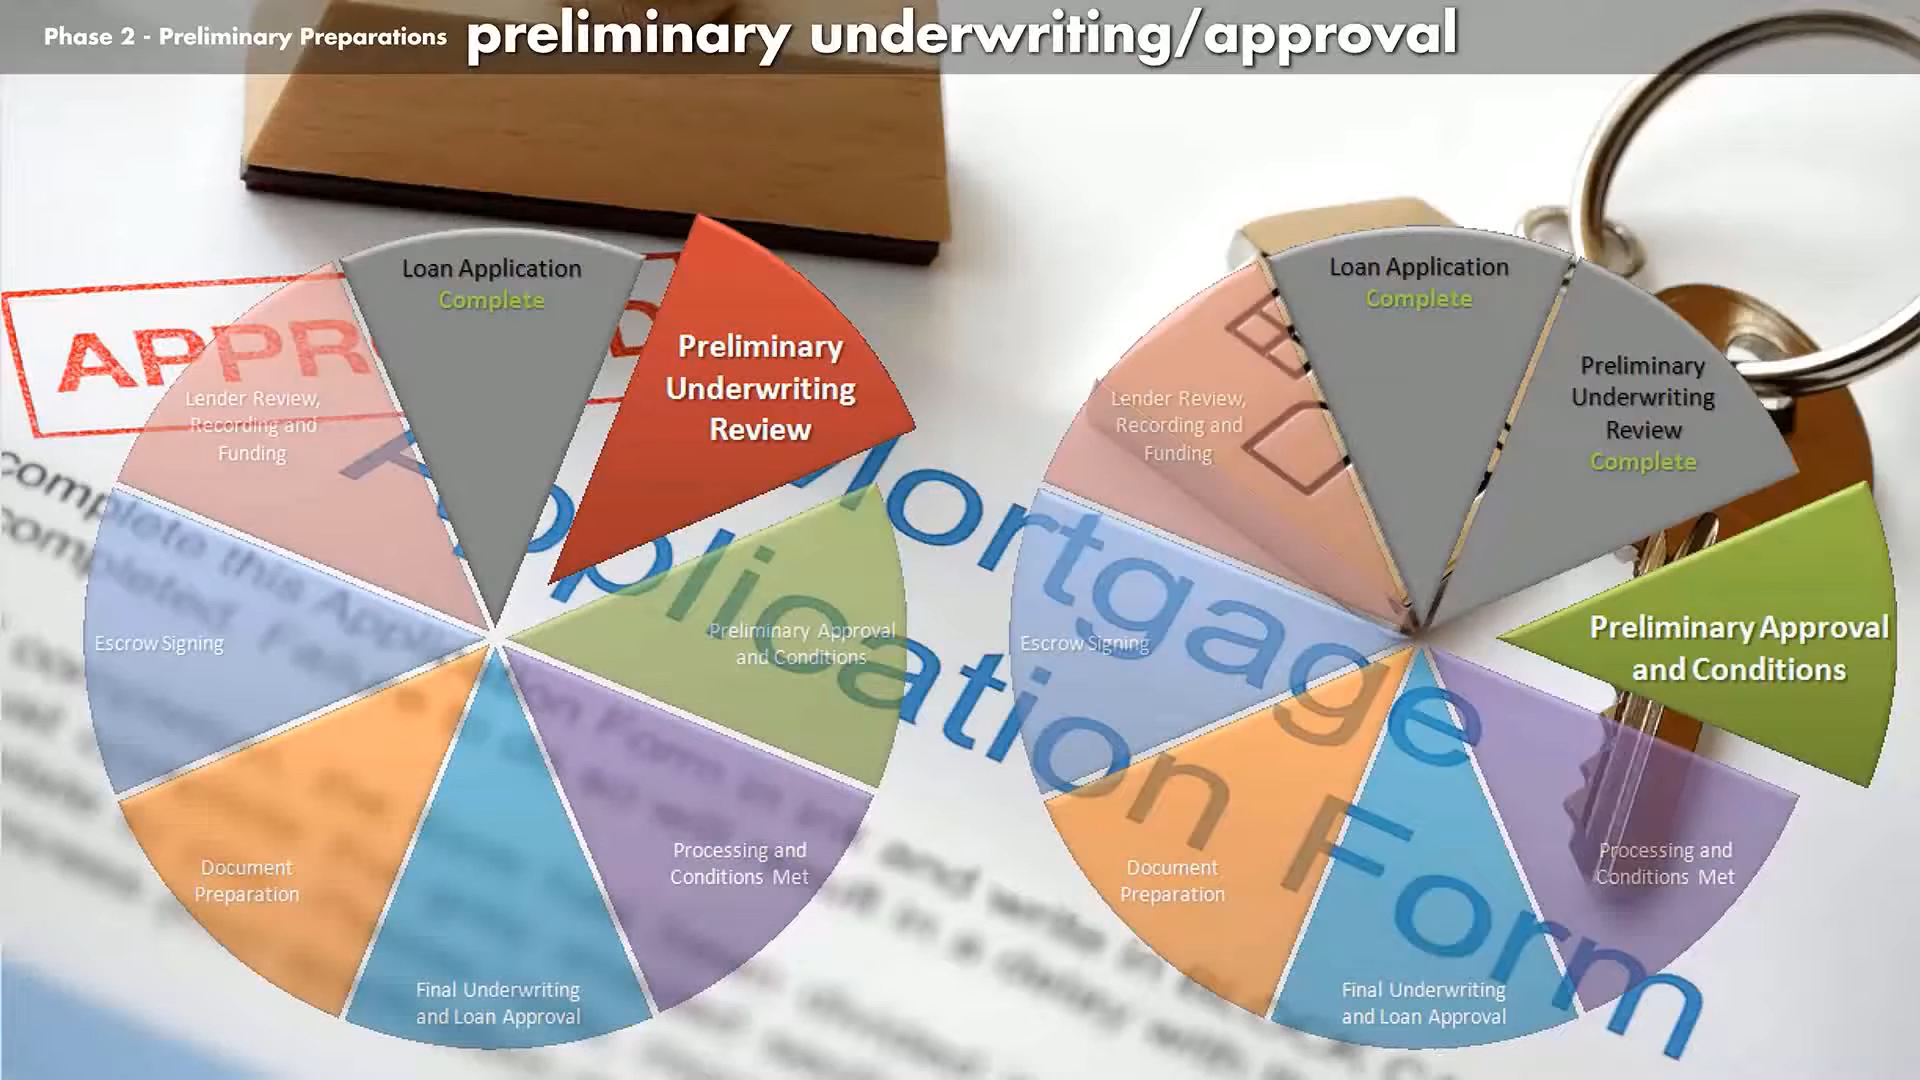 Phase 2 - Preliminary Preparations preliminary underwriting/approval
Loan Application
Complete
Preliminary
Underwriting
Review
Preliminary Approval
and Conditions
Processing and
Conditions Met
Final Underwriting
and Loan Approval
Document
Preparation
Escrow Signing
Lender Review,
Recording and
Funding
Loan Application
Complete
Preliminary
Underwriting
Review
Complete
Preliminary Approval
and Conditions
Processing and
Conditions Met
Final Underwriting
and Loan Approval
Document
Preparation
Escrow Signing
Lender Review,
Recording and
Funding
Mortgage
Application Form
complete this